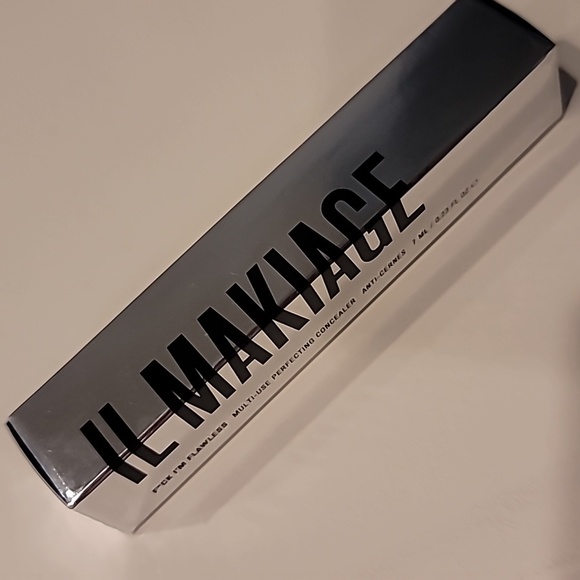 IL MAKIAGE
F*CK I'M FLAWLESS MULTI-USE PERFECTING CONCEALER ANTI-CERNES 7 ML / 0.23 FL OZ